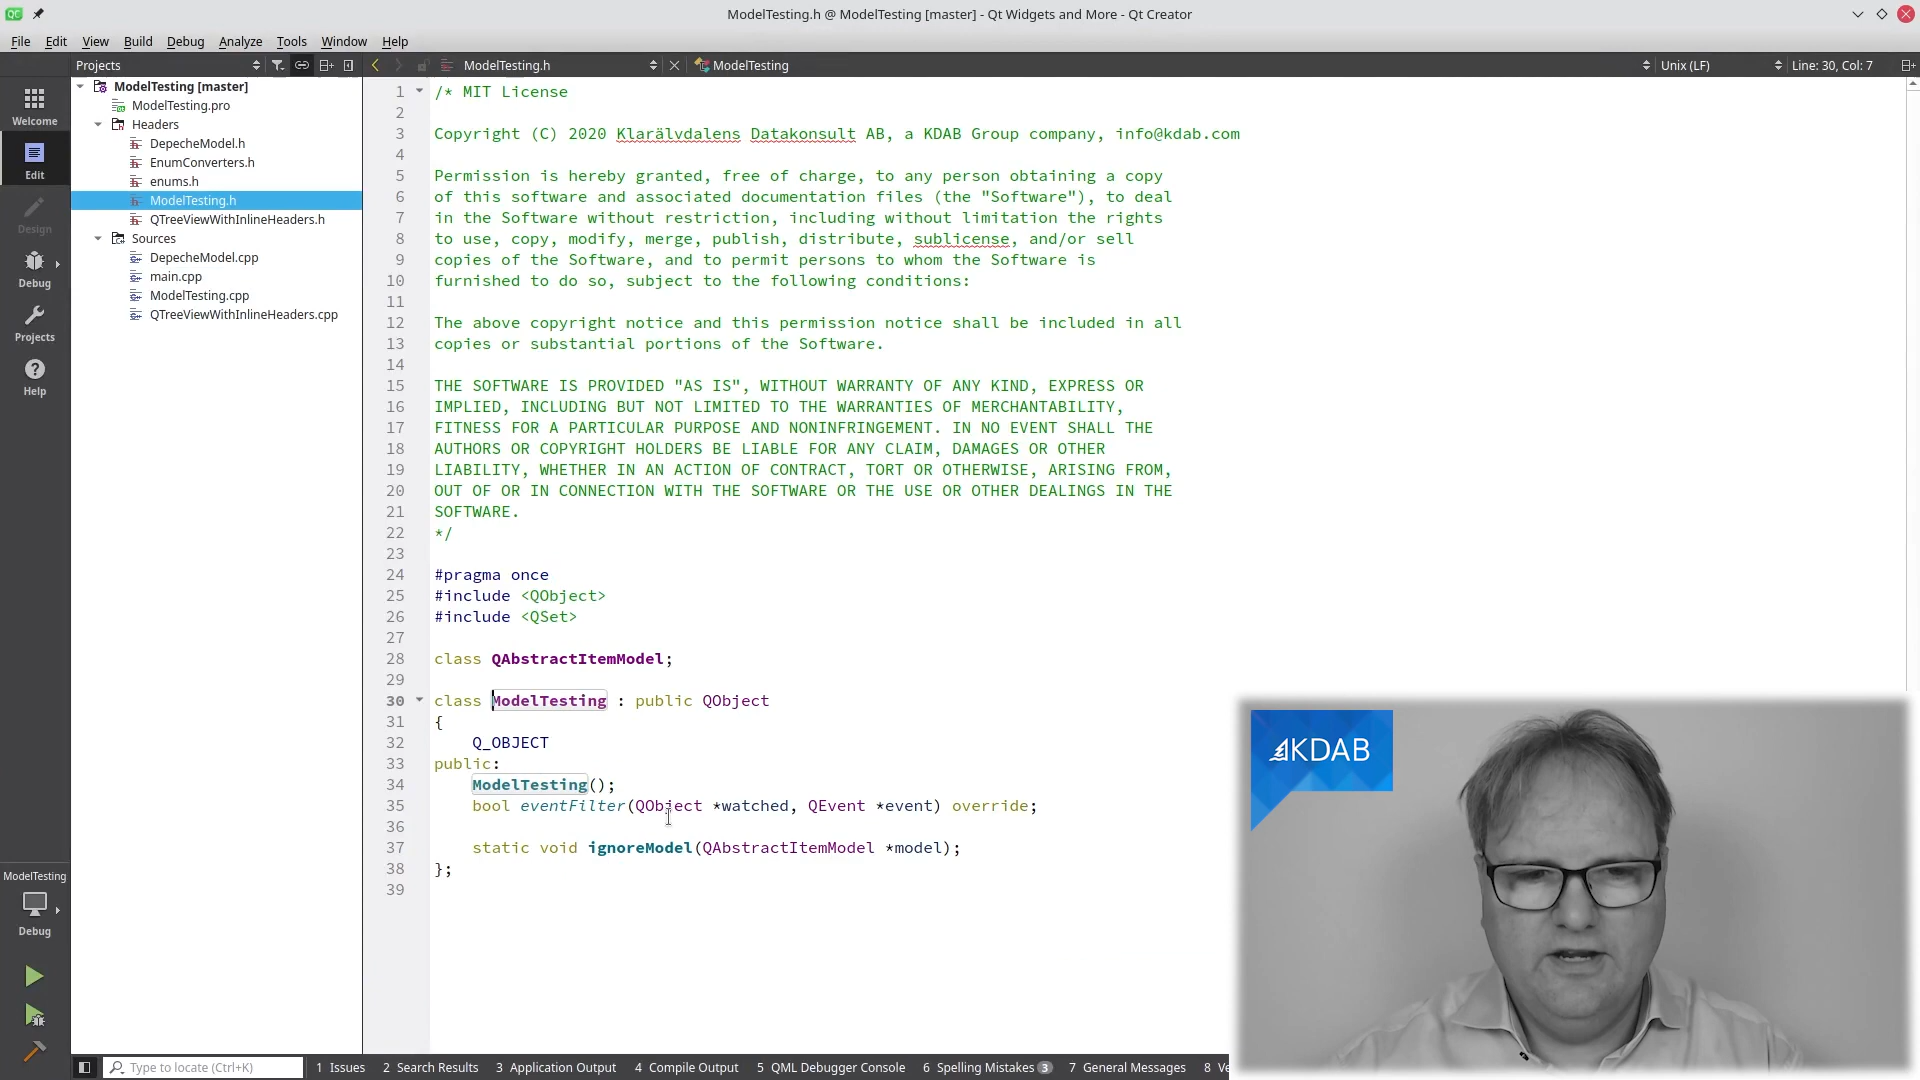 ModelTesting.h @ ModelTesting [master] - Qt Widgets and More - Qt Creator
File Edit View Build Debug Analyze Tools Window Help
Projects
ModelTesting.h
ModelTesting
Unix (LF)
Line: 30, Col: 7
Welcome
Edit
Design
Debug
Projects
Help
ModelTesting
Debug
ModelTesting [master]
ModelTesting.pro
Headers
DepecheModel.h
EnumConverters.h
enums.h
ModelTesting.h
QTreeViewWithInlineHeaders.h
Sources
DepecheModel.cpp
main.cpp
ModelTesting.cpp
QTreeViewWithInlineHeaders.cpp
1 /* MIT License
2
3 Copyright (C) 2020 Klarälvdalens Datakonsult AB, a KDAB Group company, info@kdab.com
4
5 Permission is hereby granted, free of charge, to any person obtaining a copy
6 of this software and associated documentation files (the "Software"), to deal
7 in the Software without restriction, including without limitation the rights
8 to use, copy, modify, merge, publish, distribute, sublicense, and/or sell
9 copies of the Software, and to permit persons to whom the Software is
10 furnished to do so, subject to the following conditions:
11
12 The above copyright notice and this permission notice shall be included in all
13 copies or substantial portions of the Software.
14
15 THE SOFTWARE IS PROVIDED "AS IS", WITHOUT WARRANTY OF ANY KIND, EXPRESS OR
16 IMPLIED, INCLUDING BUT NOT LIMITED TO THE WARRANTIES OF MERCHANTABILITY,
17 FITNESS FOR A PARTICULAR PURPOSE AND NONINFRINGEMENT. IN NO EVENT SHALL THE
18 AUTHORS OR COPYRIGHT HOLDERS BE LIABLE FOR ANY CLAIM, DAMAGES OR OTHER
19 LIABILITY, WHETHER IN AN ACTION OF CONTRACT, TORT OR OTHERWISE, ARISING FROM,
20 OUT OF OR IN CONNECTION WITH THE SOFTWARE OR THE USE OR OTHER DEALINGS IN THE
21 SOFTWARE.
22 */
23
24 #pragma once
25 #include <QObject>
26 #include <QSet>
27
28 class QAbstractItemModel;
29
30 class ModelTesting : public QObject
31 {
32 Q_OBJECT
33 public:
34 ModelTesting();
35 bool eventFilter(QObject *watched, QEvent *event) override;
36
37 static void ignoreModel(QAbstractItemModel *model);
38 };
39
KDAB
Type to locate (Ctrl+K)
1 Issues 2 Search Results 3 Application Output 4 Compile Output 5 QML Debugger Console 6 Spelling Mistakes 3 7 General Messages 8 Ve